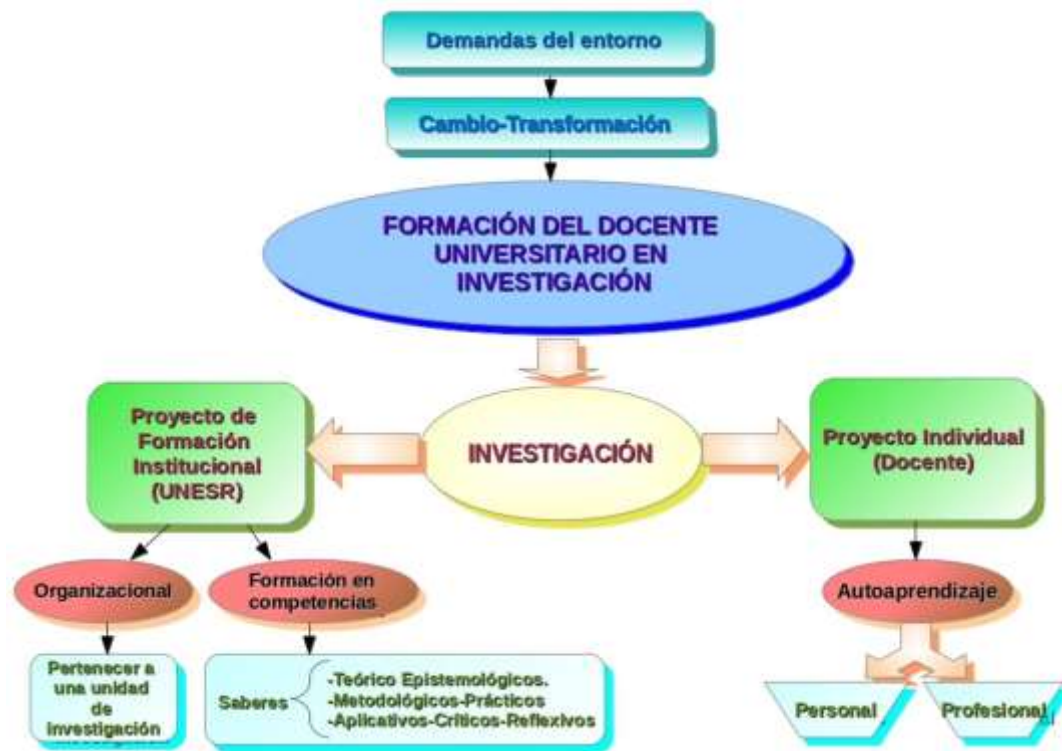 Demandas del entorno
Cambio-Transformación
FORMACIÓN DEL DOCENTE
UNIVERSITARIO EN
INVESTIGACIÓN
Proyecto de
Formación
Institucional
(UNESR)
INVESTIGACIÓN
Proyecto Individual
(Docente)
Organizacional
Formación en
competencias
Autoaprendizaje
Pertenecer a
una unidad
de
investigación
Saberes
-Teórico Epistemológicos.
-Metodológicos-Prácticos
-Aplicativos-Críticos-Reflexivos
Personal
Profesional